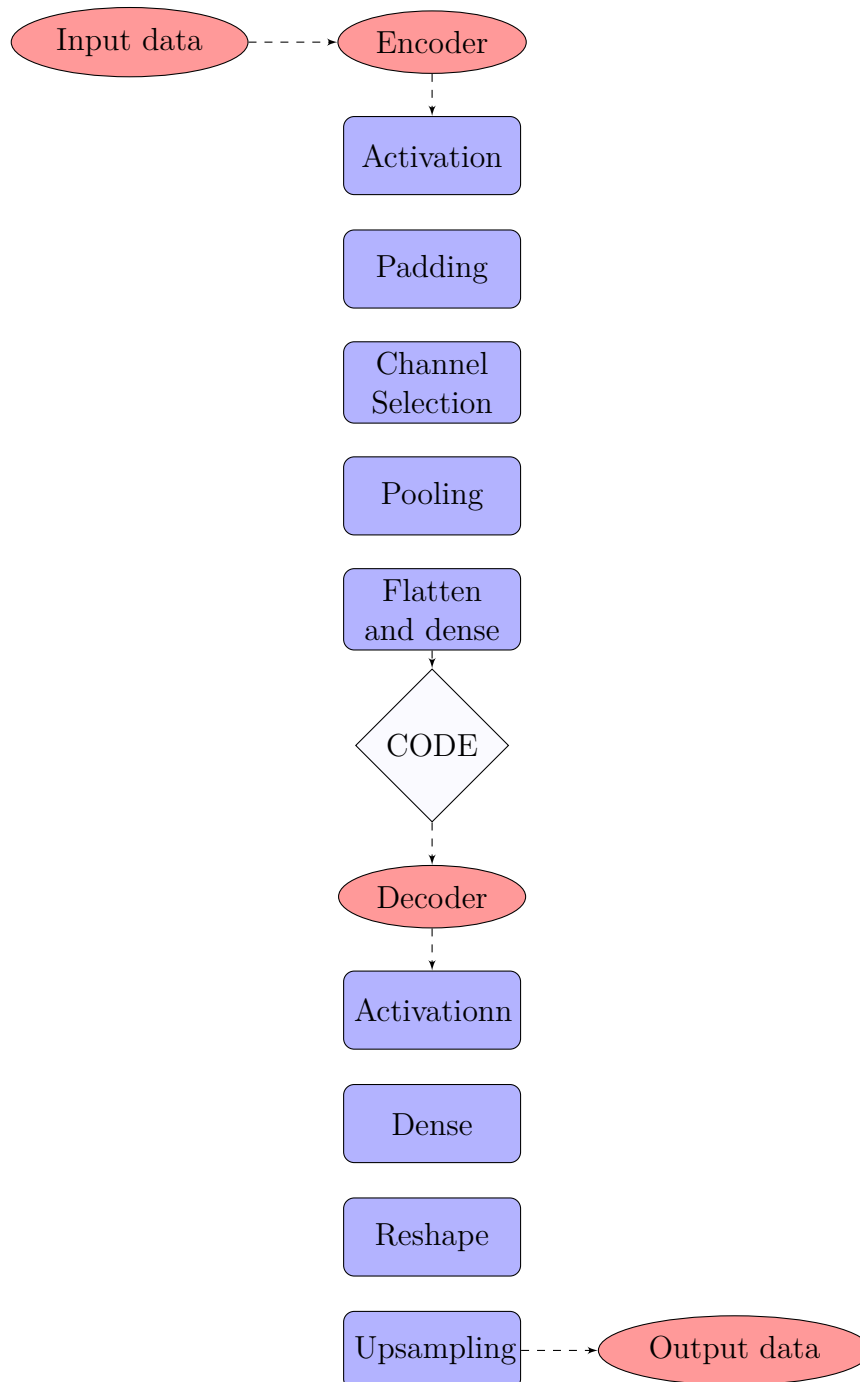 Input data
Encoder
Activation
Padding
Channel
Selection
Pooling
Flatten
and dense
CODE
Decoder
Activationn
Dense
Reshape
Upsampling
Output data